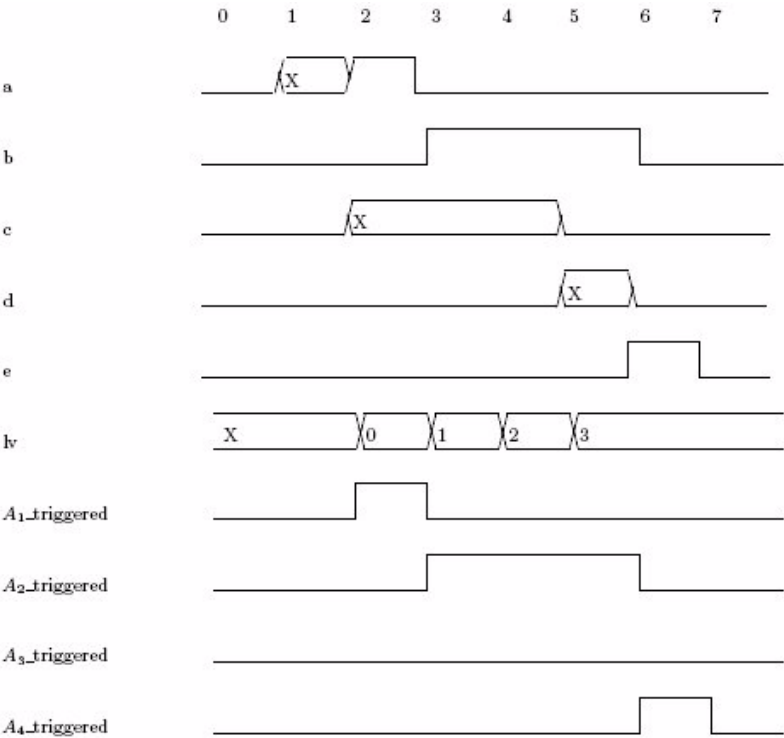 0 1 2 3 4 5 6 7
a X
b
c X
d X
e
lv X 0 1 2 3
A₁_triggered
A₂_triggered
A₃_triggered
A₄_triggered